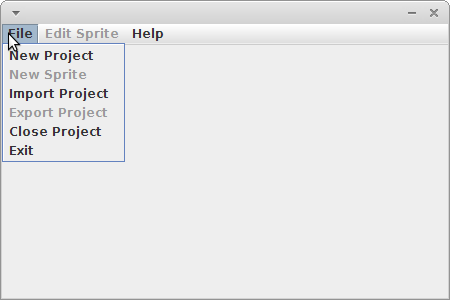 File Edit Sprite Help
New Project
New Sprite
Import Project
Export Project
Close Project
Exit